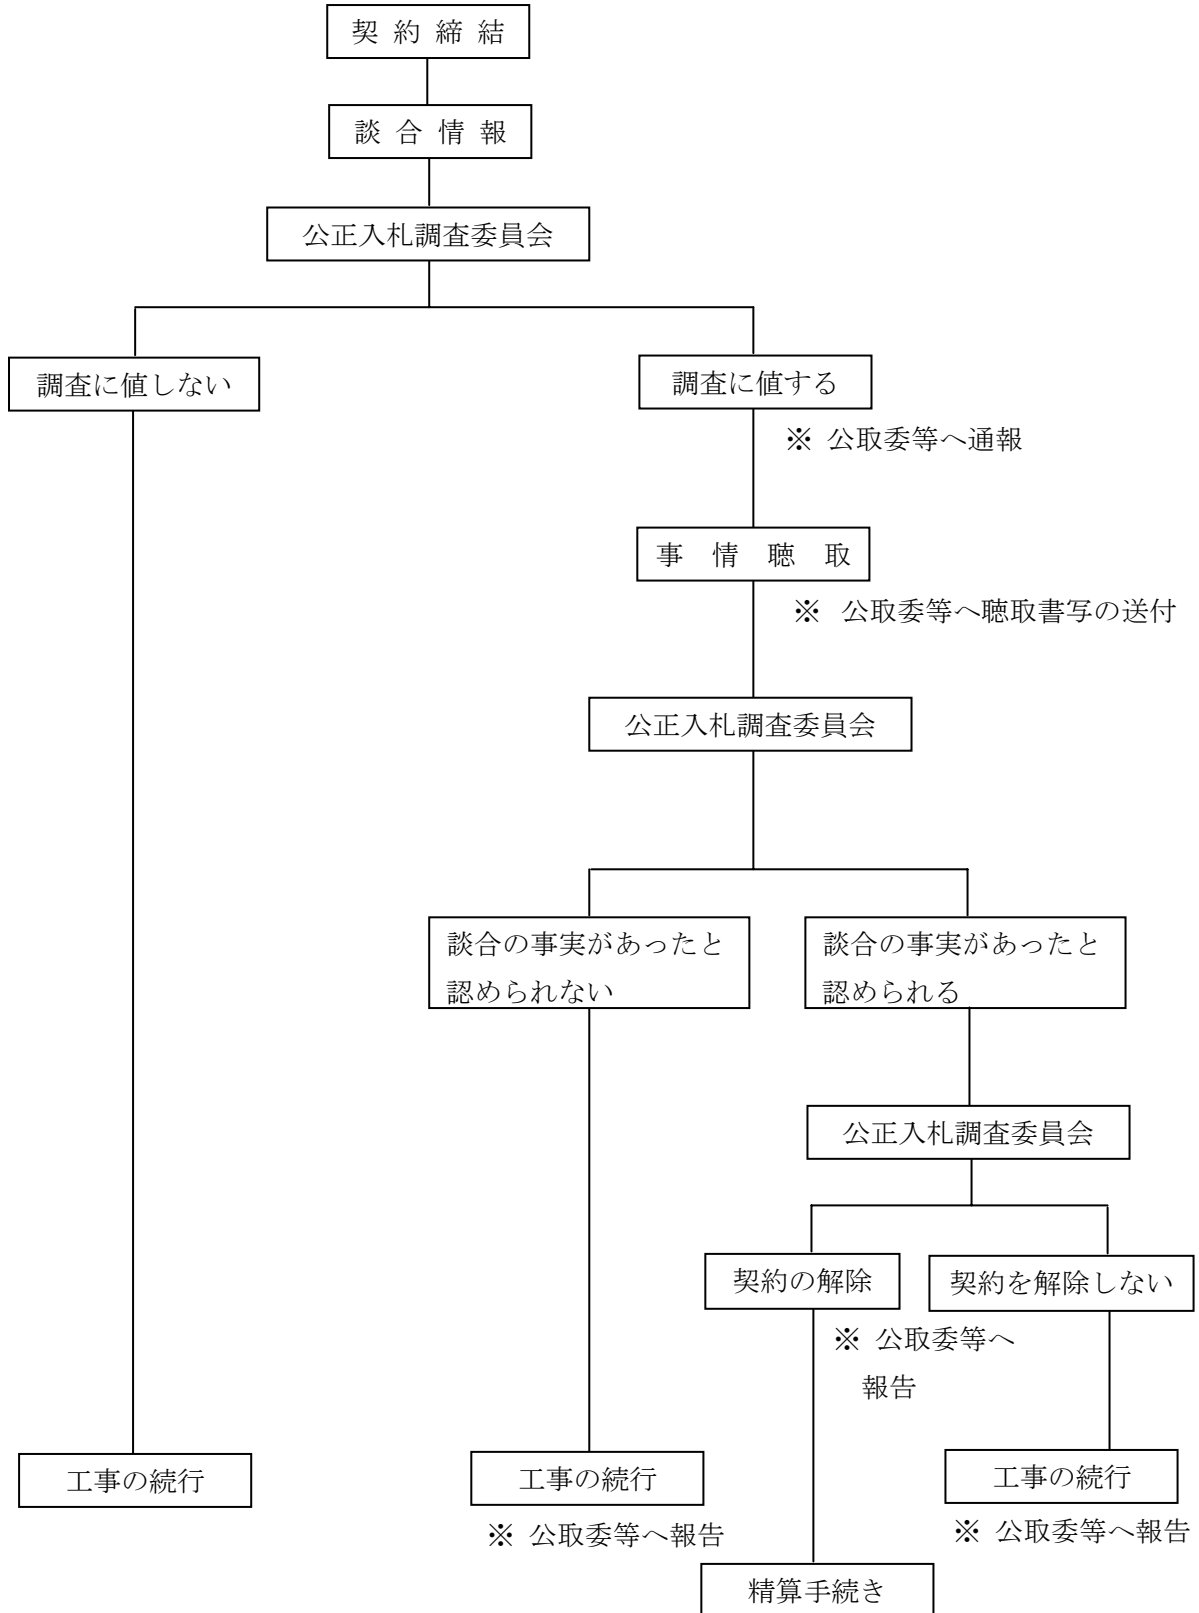 契 約 締 結
談 合 情 報
公正入札調査委員会
調査に値しない
調査に値する
※ 公取委等へ通報
事 情 聴 取
※ 公取委等へ聴取書写の送付
公正入札調査委員会
談合の事実があったと
認められない
談合の事実があったと
認められる
公正入札調査委員会
契約の解除
契約を解除しない
※ 公取委等へ
報告
工事の続行
工事の続行
工事の続行
※ 公取委等へ報告
※ 公取委等へ報告
精算手続き